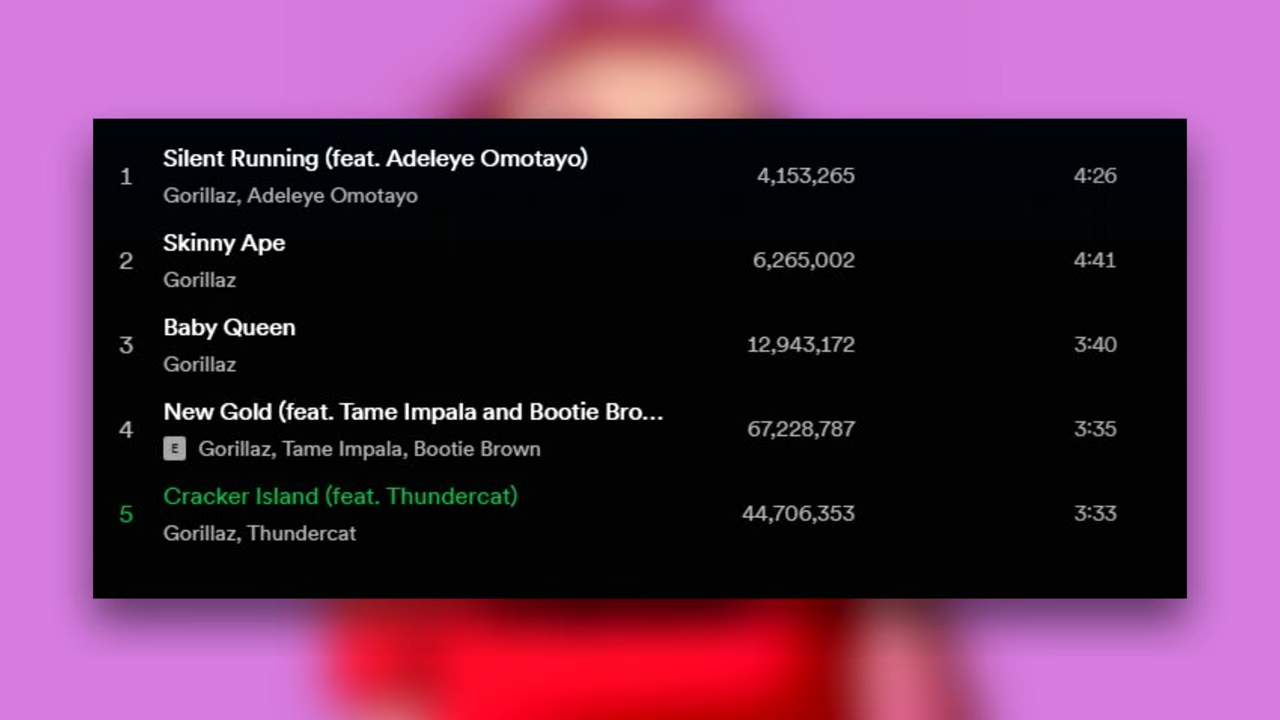 1
Silent Running (feat. Adeleye Omotayo)
Gorillaz, Adeleye Omotayo
4,153,265
4:26
2
Skinny Ape
Gorillaz
6,265,002
4:41
3
Baby Queen
Gorillaz
12,943,172
3:40
4
New Gold (feat. Tame Impala and Bootie Bro...
E Gorillaz, Tame Impala, Bootie Brown
67,228,787
3:35
5
Cracker Island (feat. Thundercat)
Gorillaz, Thundercat
44,706,353
3:33